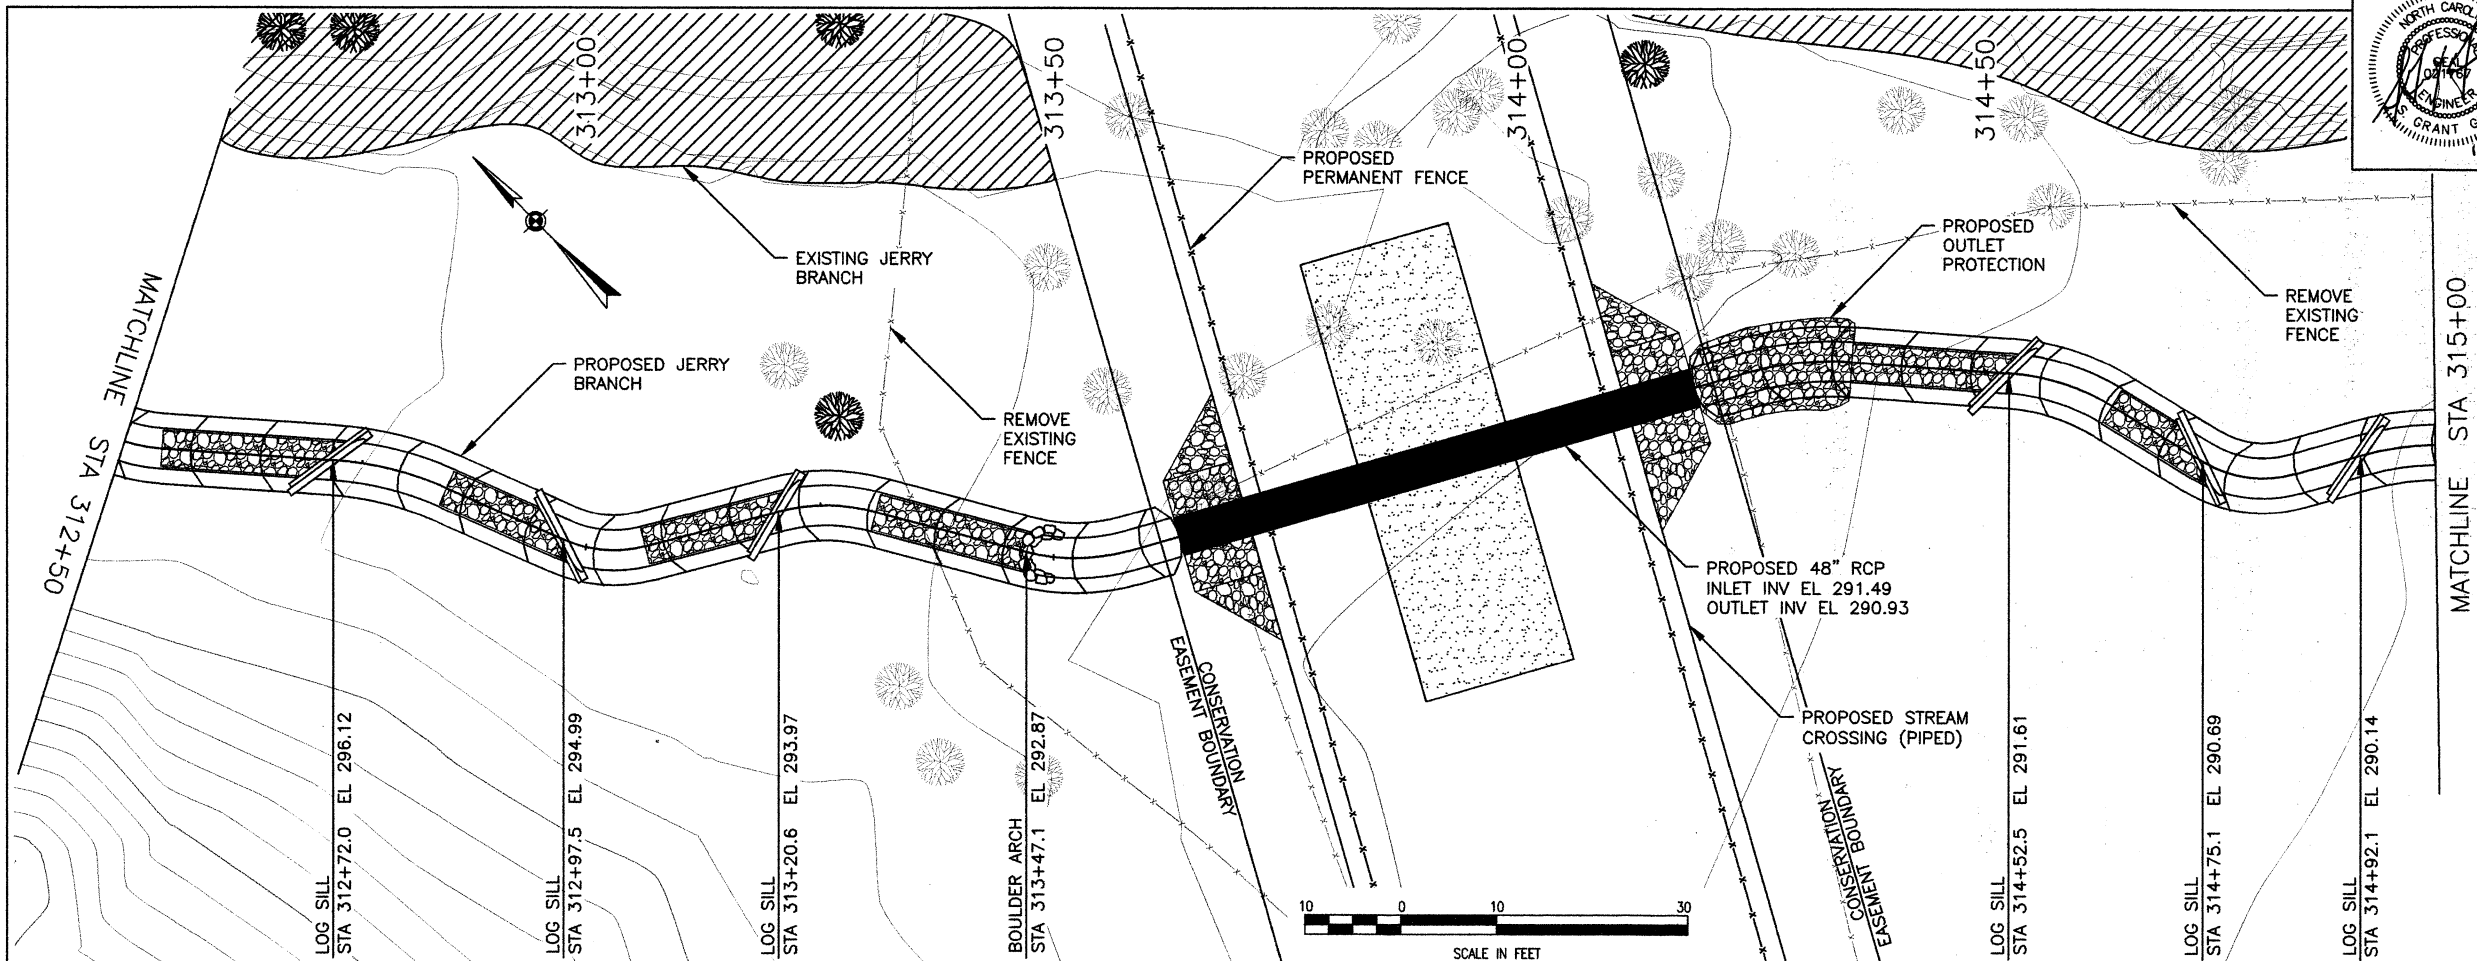 313+00
313+50
314+00
314+50
NORTH CAROL
PROFESSIONAL
SEAL
ENGINEER
S. GRANT G
PROPOSED
PERMANENT FENCE
EXISTING JERRY
BRANCH
PROPOSED
OUTLET
PROTECTION
REMOVE
EXISTING
FENCE
MATCHLINE STA 312+50
PROPOSED JERRY
BRANCH
REMOVE
EXISTING
FENCE
MATCHLINE STA 315+00
PROPOSED 48" RCP
INLET INV EL 291.49
OUTLET INV EL 290.93
CONSERVATION
EASEMENT BOUNDARY
PROPOSED STREAM
CROSSING (PIPED)
CONSERVATION
EASEMENT BOUNDARY
LOG SILL
STA 312+72.0 EL 296.12
LOG SILL
STA 312+97.5 EL 294.99
LOG SILL
STA 313+20.6 EL 293.97
BOULDER ARCH
STA 313+47.1 EL 292.87
LOG SILL
STA 314+52.5 EL 291.61
LOG SILL
STA 314+75.1 EL 290.69
LOG SILL
STA 314+92.1 EL 290.14
10 0 10 30
SCALE IN FEET